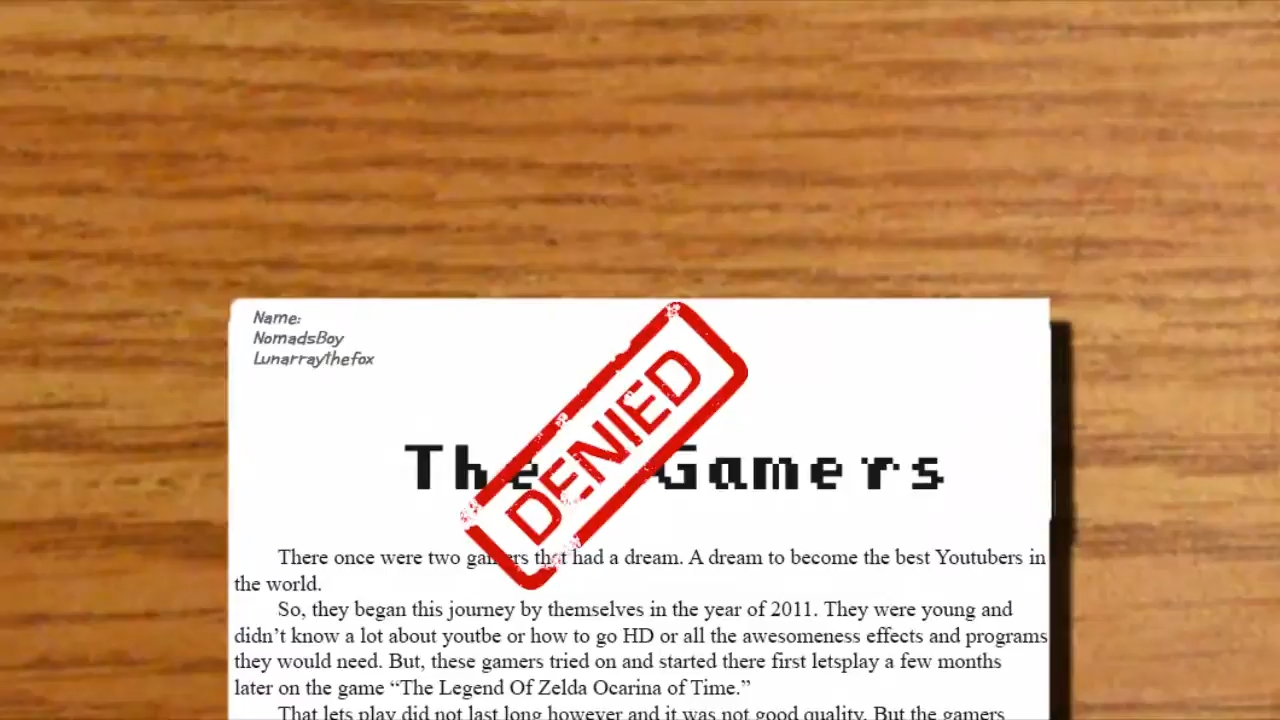 Name:
NomadsBoy
Lunarraythefox
DENIED
The Gamers
There once were two gamers that had a dream. A dream to become the best Youtubers in
the world.
So, they began this journey by themselves in the year of 2011. They were young and
didn’t know a lot about youtbe or how to go HD or all the awesomeness effects and programs
they would need. But, these gamers tried on and started there first letsplay a few months
later on the game “The Legend Of Zelda Ocarina of Time.”
That lets play did not last long however and it was not good quality. But the gamers